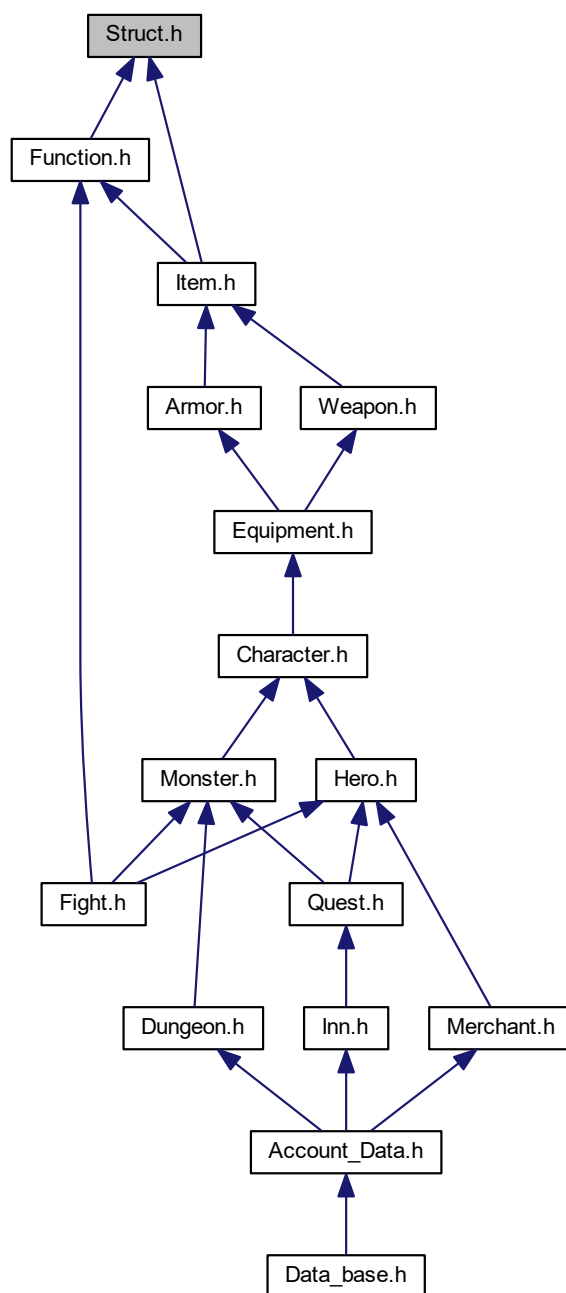 Struct.h
Function.h
Item.h
Armor.h
Weapon.h
Equipment.h
Character.h
Monster.h
Hero.h
Fight.h
Quest.h
Dungeon.h
Inn.h
Merchant.h
Account_Data.h
Data_base.h